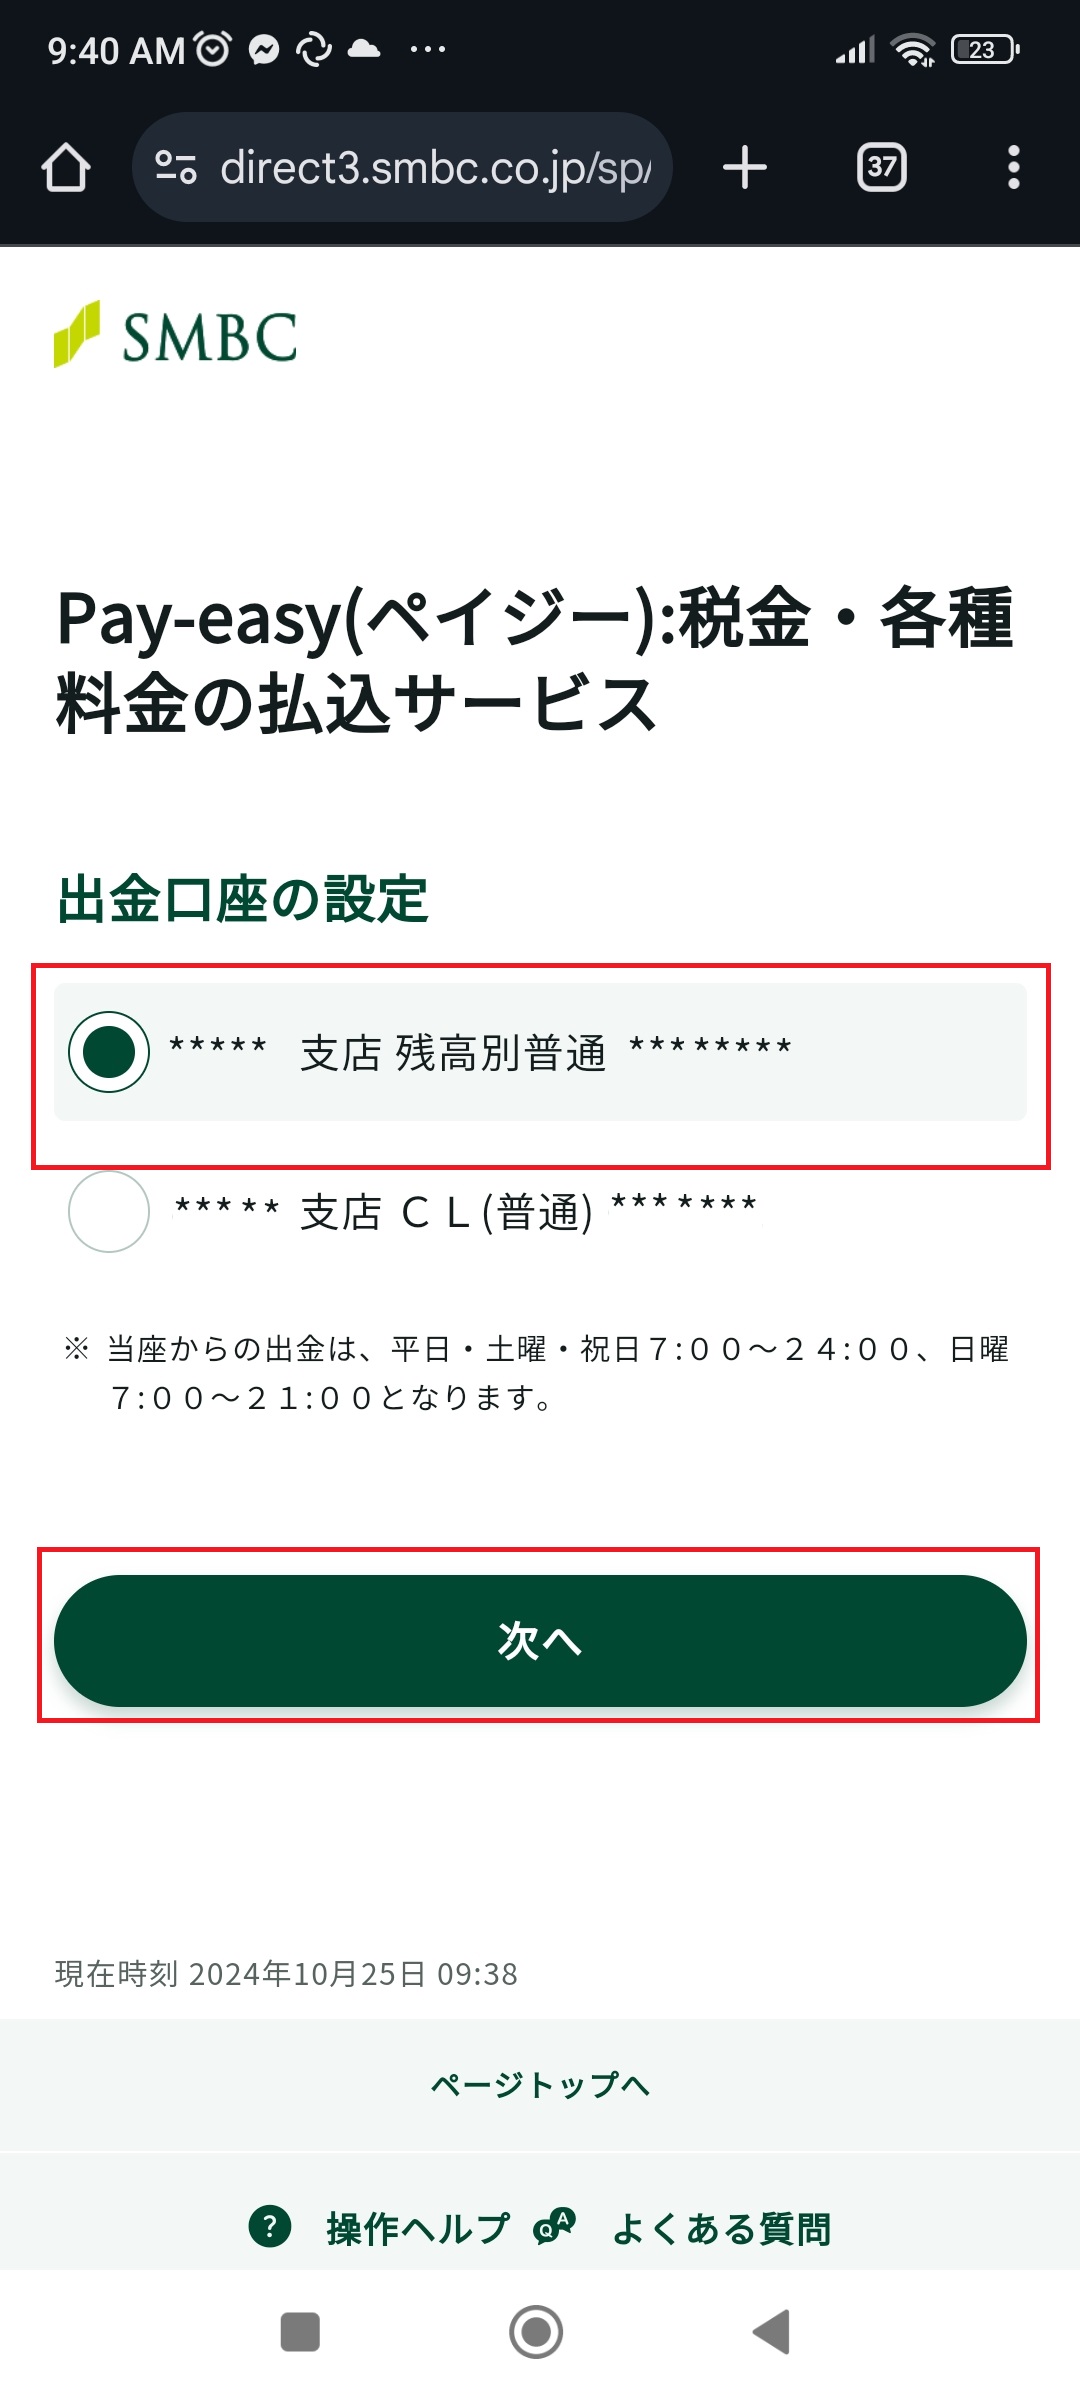 9:40 AM ... 23
direct3.smbc.co.jp/sp/ 37
SMBC
Pay-easy(ペイジー):税金・各種
料金の払込サービス
出金口座の設定
***** 支店 残高別普通 ********
***** 支店 ＣＬ(普通) *******
※ 当座からの出金は、平日・土曜・祝日７:００～２４:００、日曜
７:００～２１:００となります。
次へ
現在時刻 2024年10月25日 09:38
ページトップへ
? 操作ヘルプ QA よくある質問